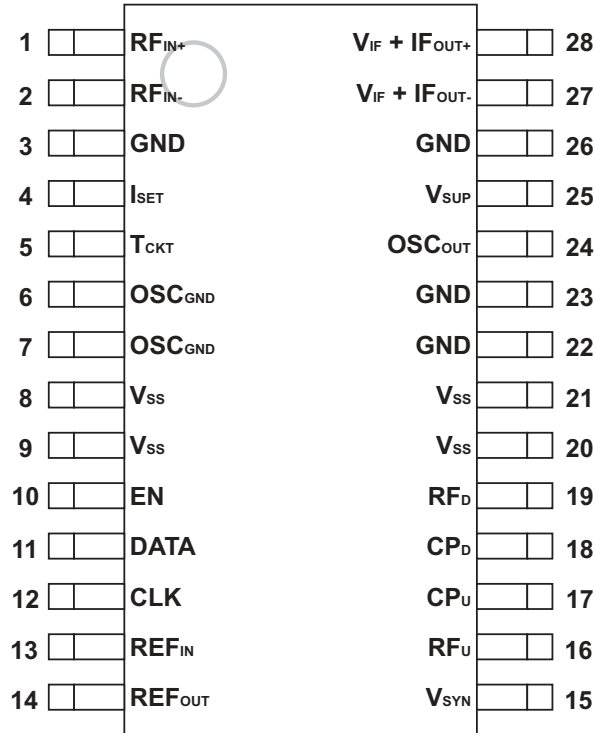 1 RFIN+ VIF + IFOUT+ 28
2 RFIN- VIF + IFOUT- 27
3 GND GND 26
4 ISET VSUP 25
5 TCKT OSCOUT 24
6 OSCGND GND 23
7 OSCGND GND 22
8 VSS VSS 21
9 VSS VSS 20
10 EN RFD 19
11 DATA CPD 18
12 CLK CPU 17
13 REFIN RFU 16
14 REFOUT VSYN 15